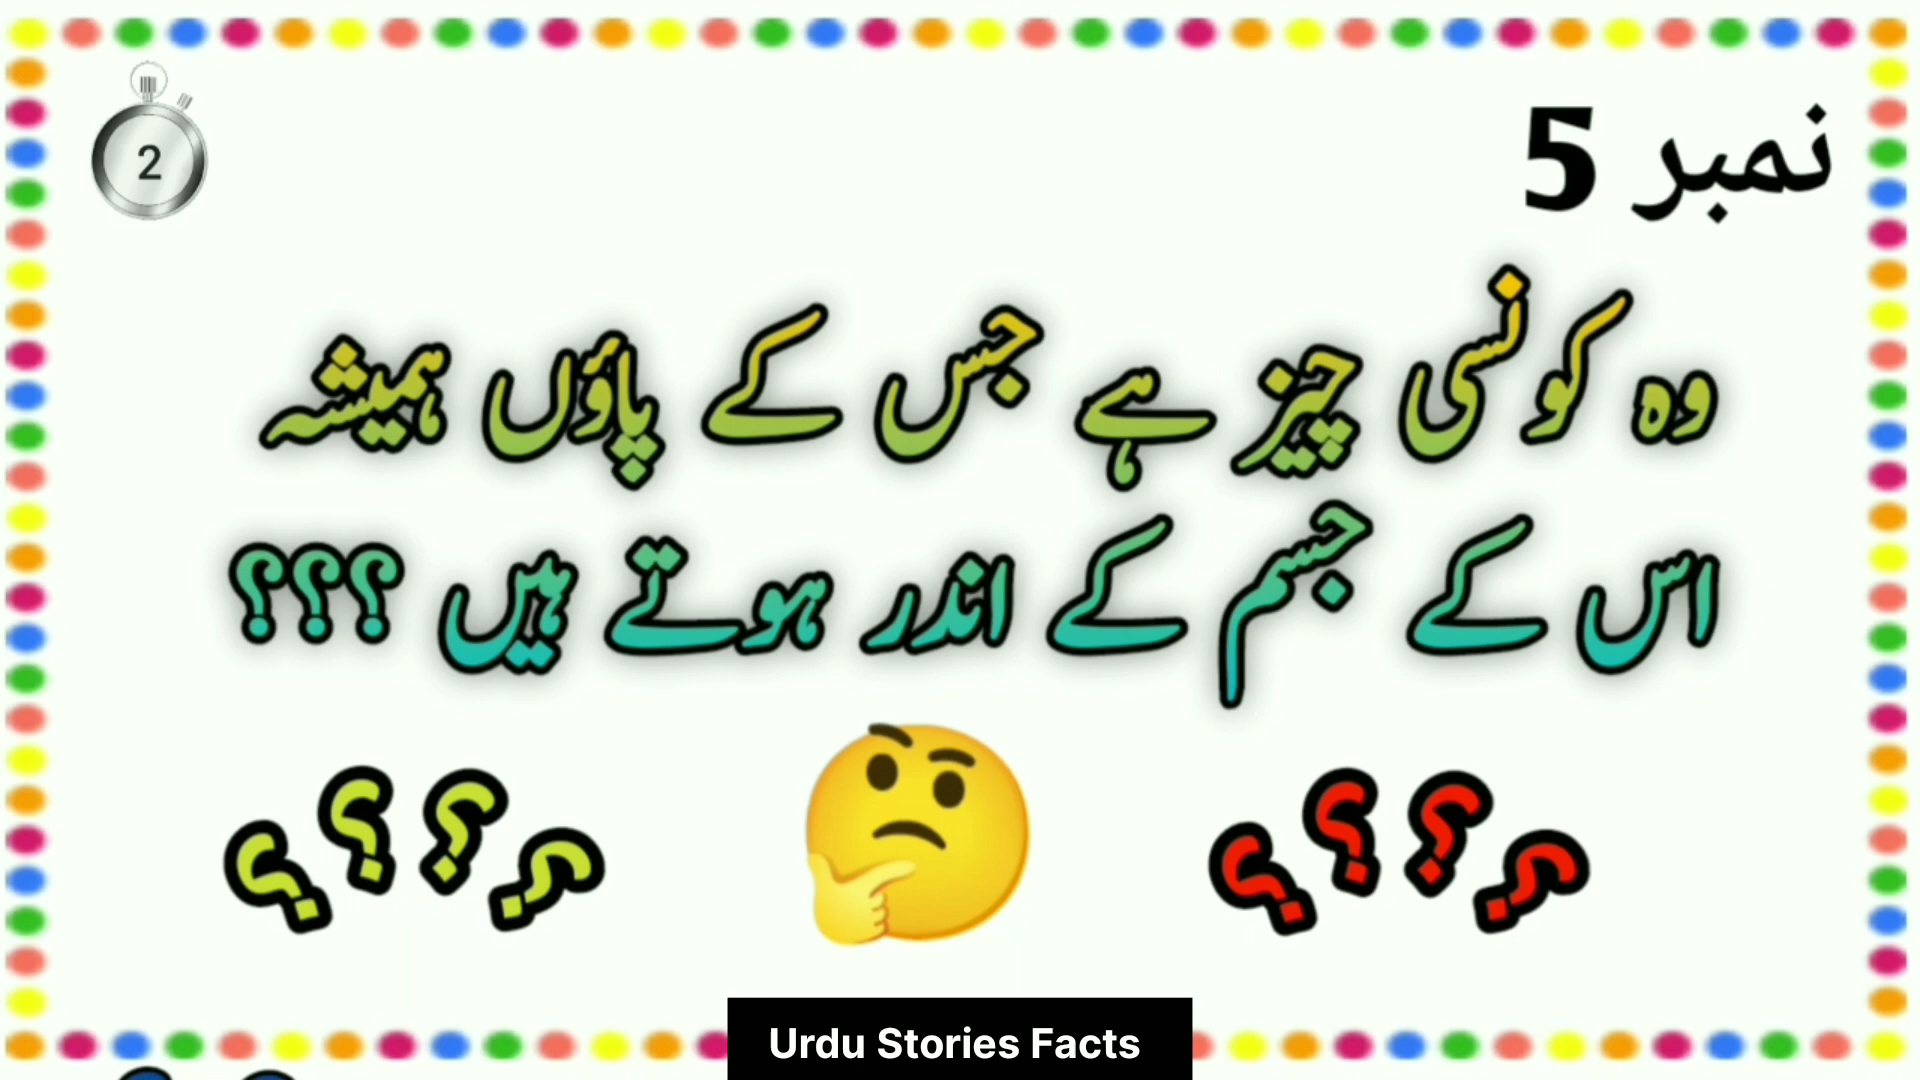 نمبر 5
2
وہ کونسی چیز ہے جس کے پاؤں ہمیشہ
اس کے جسم کے اندر ہوتے ہیں ؟؟؟
؟؟؟؟
؟؟؟؟
Urdu Stories Facts